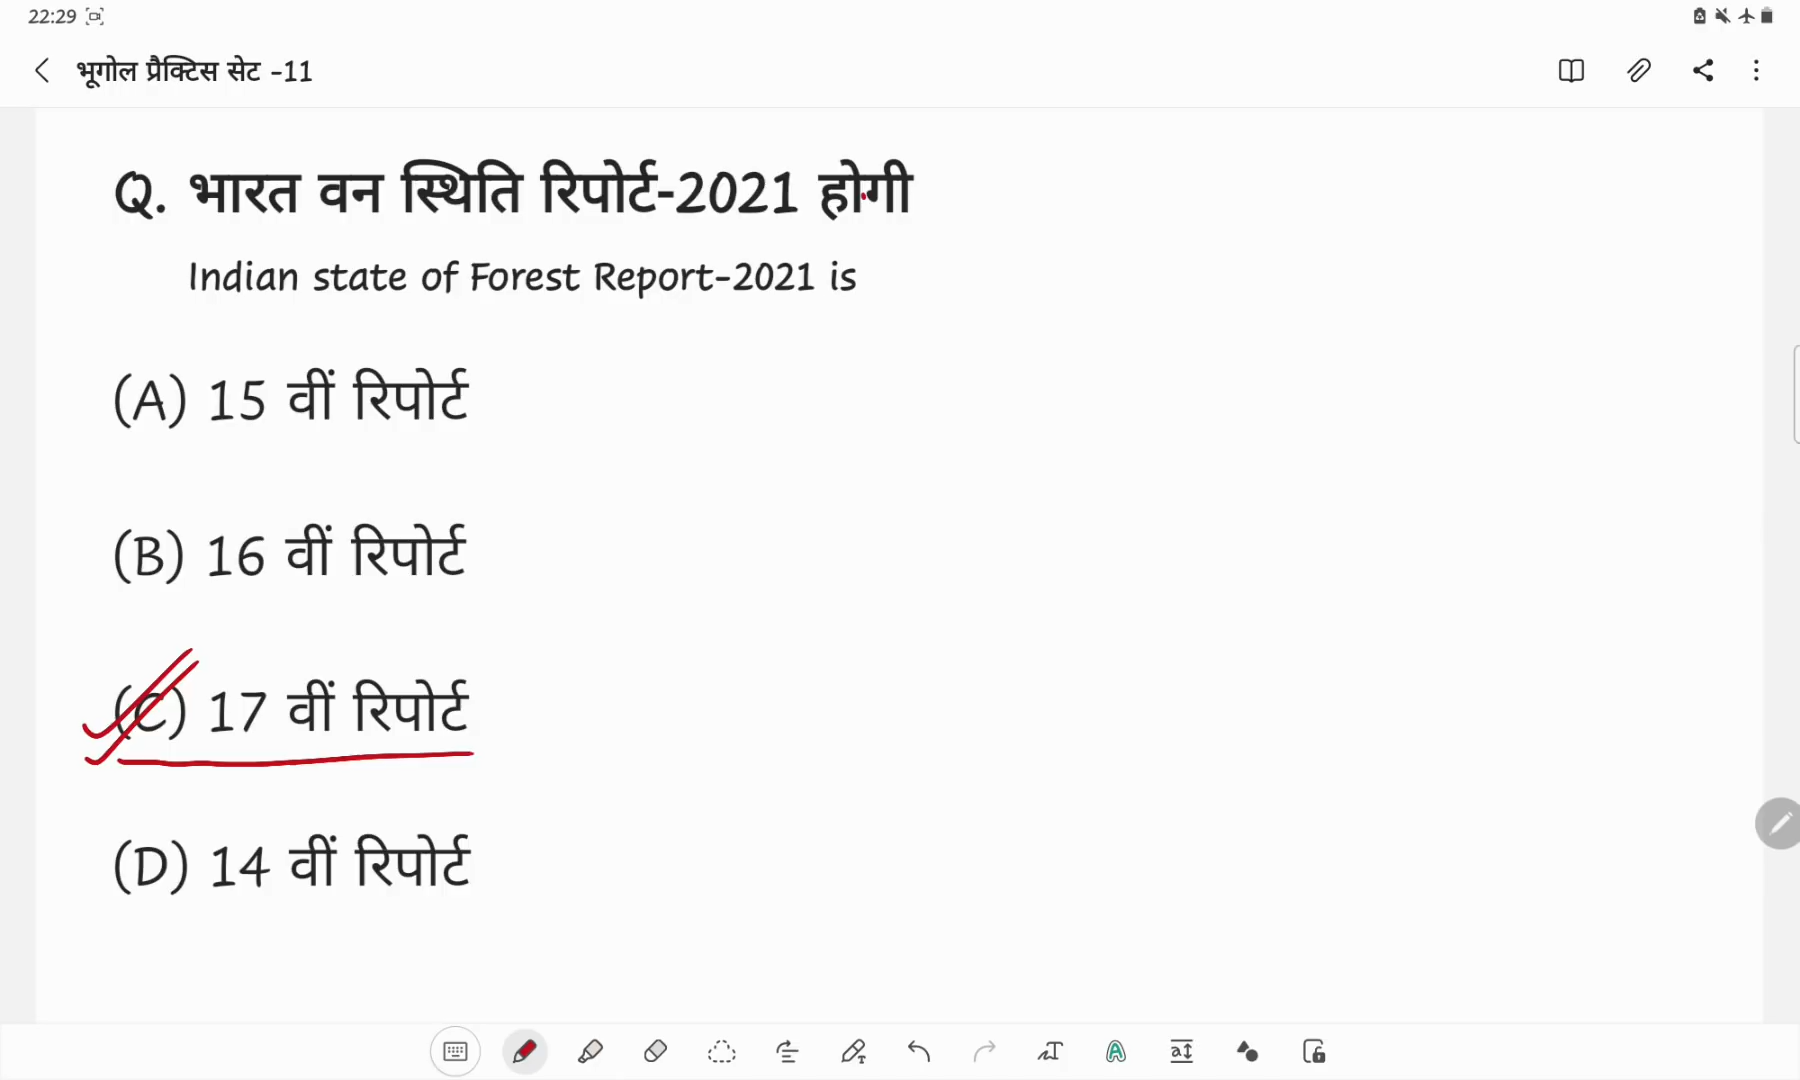 22:29
भूगोल प्रैक्टिस सेट -11
Q. भारत वन स्थिति रिपोर्ट-2021 होगी
Indian state of Forest Report-2021 is
(A) 15 वीं रिपोर्ट
(B) 16 वीं रिपोर्ट
(C) 17 वीं रिपोर्ट
(D) 14 वीं रिपोर्ट